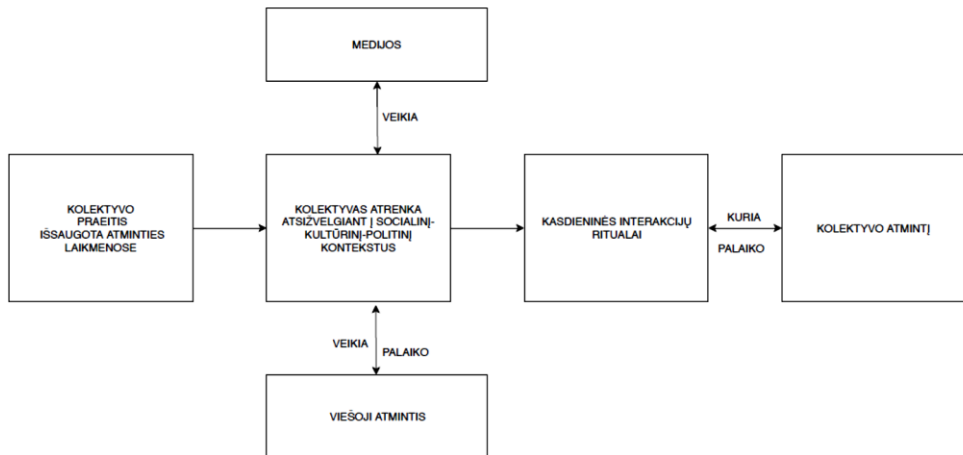 MEDIJOS
VEIKIA
KOLEKTYVO
PRAEITIS
IŠSAUGOTA ATMINTIES
LAIKMENOSE
KOLEKTYVAS ATRENKA
ATSIŽVELGIANT Į SOCIALINĮ-
KULTŪRINĮ-POLITINĮ
KONTEKSTUS
KASDIENINĖS INTERAKCIJŲ
RITUALAI
KURIA
PALAIKO
KOLEKTYVO ATMINTĮ
VEIKIA
PALAIKO
VIEŠOJI ATMINTIS